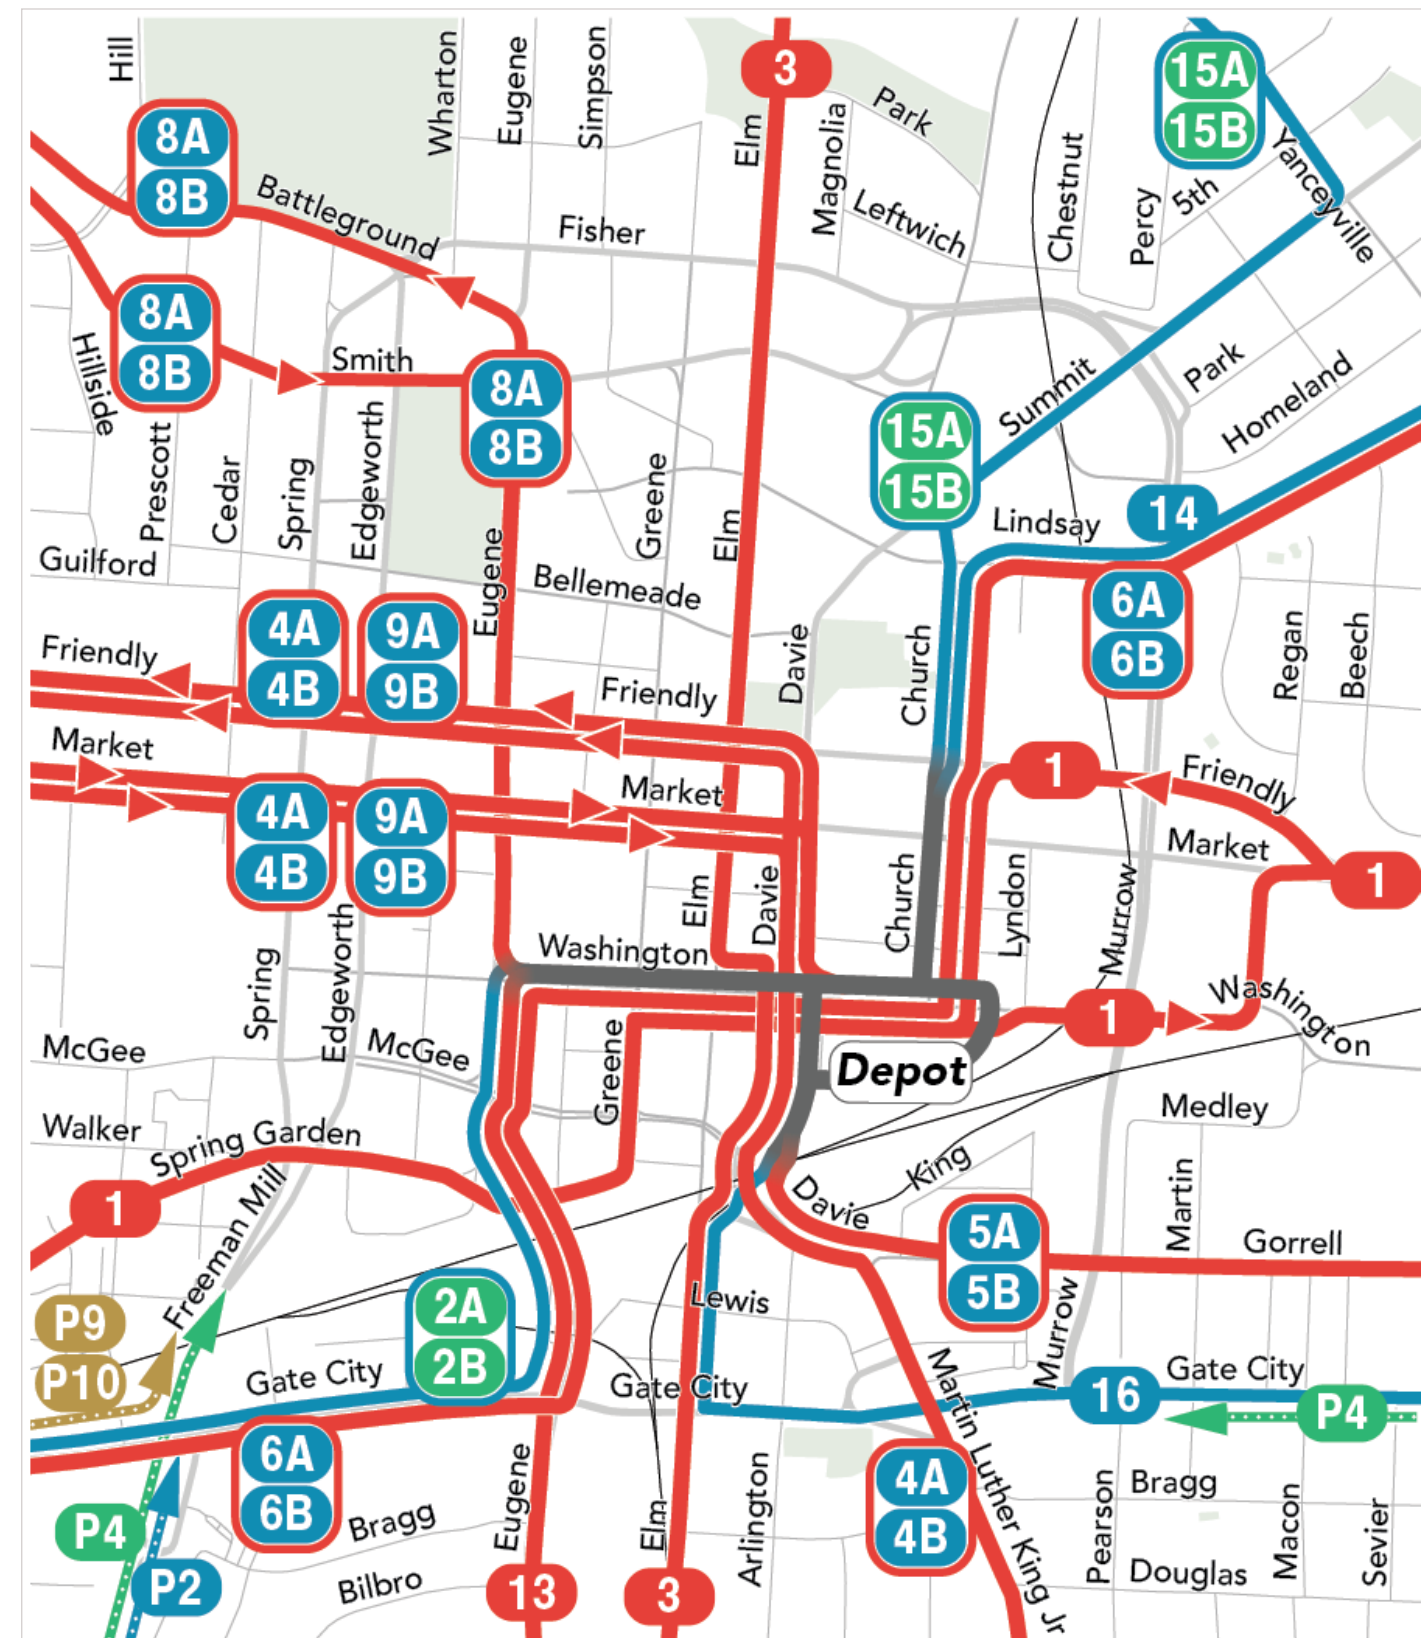 Hill
Wharton
Eugene
Simpson
3
Elm
Magnolia
Park
Leftwich
Chestnut
Percy
5th
Yanceyville
15A
15B
8A
8B
Battleground
Fisher
8A
8B
Hillside
Smith
8A
8B
15A
15B
Summit
Park
Homeland
Prescott
Cedar
Spring
Edgeworth
Eugene
Greene
Elm
Lindsay
14
Guilford
Bellemeade
6A
6B
Regan
Beech
4A
4B
9A
9B
Friendly
Friendly
Davie
Church
Market
Market
1
Friendly
Market
1
4A
4B
9A
9B
Elm
Davie
Church
Lyndon
Murrow
Spring
Edgeworth
Washington
1
Washington
McGee
McGee
Greene
Depot
Medley
Walker
Spring Garden
1
Freeman Mill
King
Davie
Martin
5A
5B
Gorrell
P9
P10
2A
2B
Lewis
Murrow
Gate City
Gate City
16
Gate City
P4
Martin Luther King Jr
6A
6B
Bragg
Eugene
Elm
Arlington
4A
4B
Pearson
Bragg
Macon
Sevier
P4
P2
Bilbro
13
3
Douglas